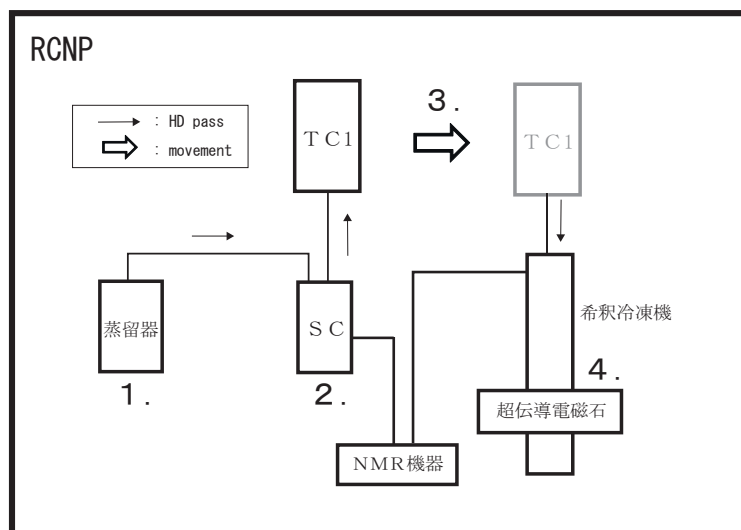 RCNP
: HD pass
: movement
TC1
3.
TC1
蒸留器
1.
SC
2.
希釈冷凍機
4.
超伝導電磁石
NMR機器